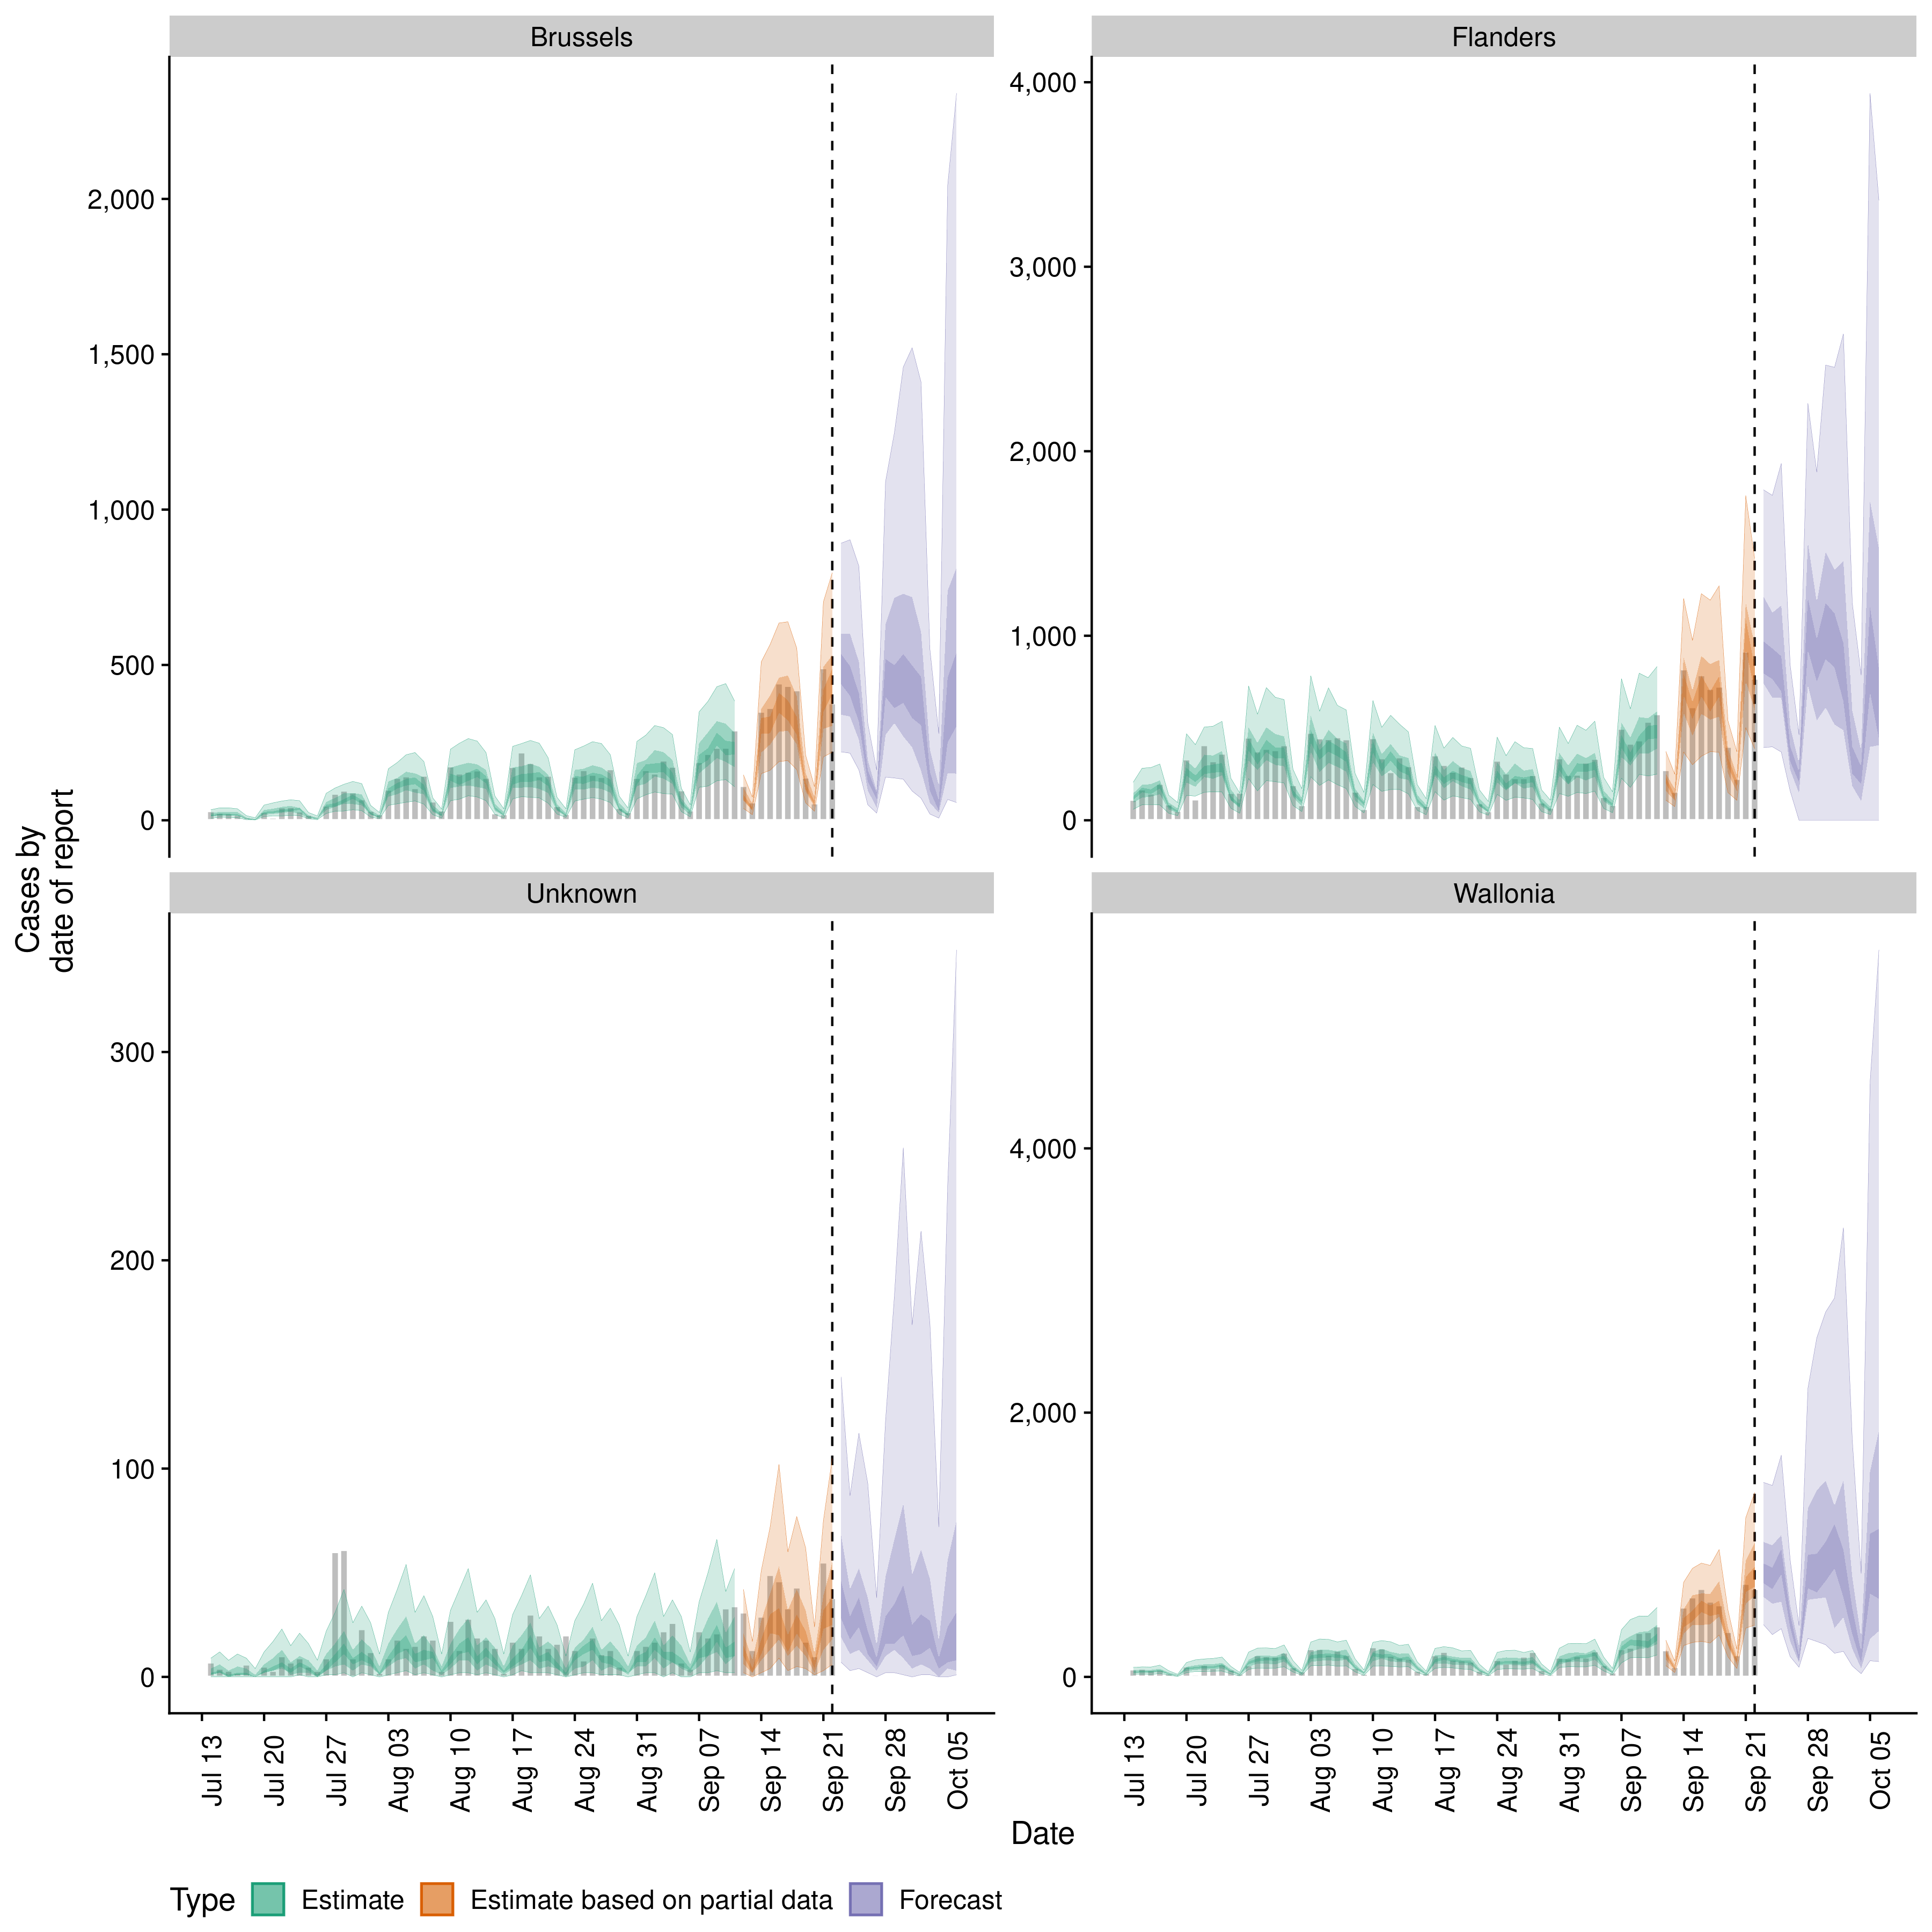 Brussels
Flanders
Cases by
date of report
2,000
1,500
1,000
500
0
4,000
3,000
2,000
1,000
0
Unknown
Wallonia
300
200
100
0
4,000
2,000
0
Jul 13
Jul 20
Jul 27
Aug 03
Aug 10
Aug 17
Aug 24
Aug 31
Sep 07
Sep 14
Sep 21
Sep 28
Oct 05
Jul 13
Jul 20
Jul 27
Aug 03
Aug 10
Aug 17
Aug 24
Aug 31
Sep 07
Sep 14
Sep 21
Sep 28
Oct 05
Date
Type Estimate Estimate based on partial data Forecast